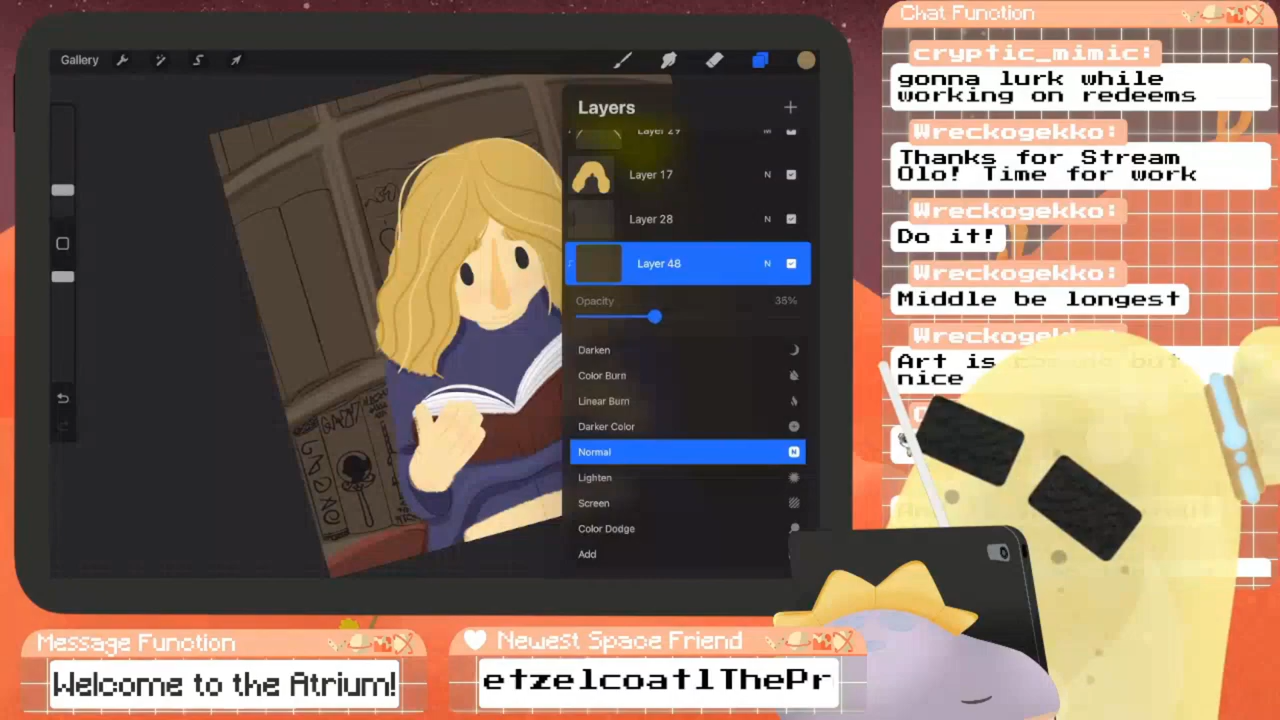 Chat Function
cryptic_mimic:
gonna lurk while
working on redeems
Wreckogekko:
Thanks for Stream
Olo! Time for work
Wreckogekko:
Do it!
Wreckogekko:
Middle be longest
Art is
nice
Gallery
Layers
Layer 29
Layer 17
N
Layer 28
N
Layer 48
N
Opacity
35%
Darken
Color Burn
Linear Burn
Darker Color
Normal
N
Lighten
Screen
Color Dodge
Add
Message Function
Welcome to the Atrium!
Newest Space Friend
etzelcoatlThePr